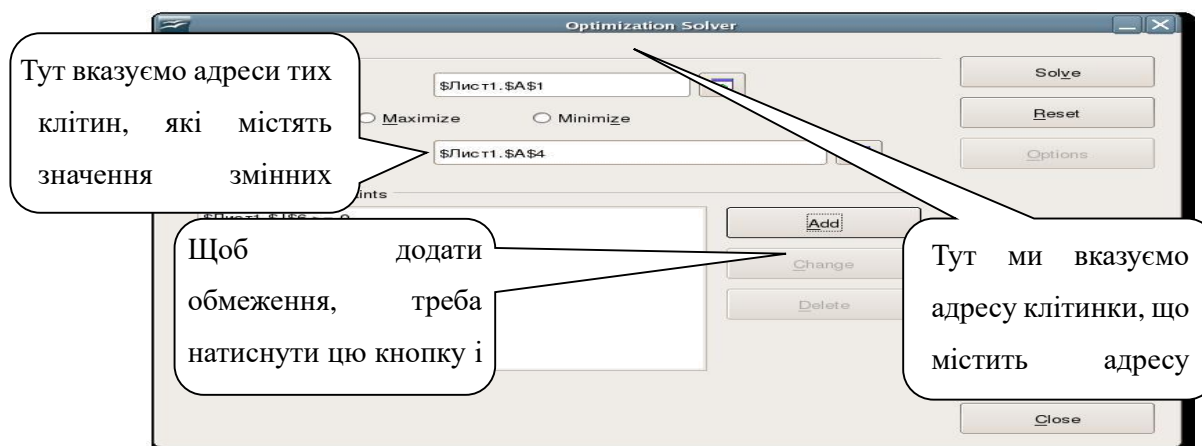 Optimization Solver
Тут вказуємо адреси тих
клітин, які містять
значення змінних
$Лист1.$A$1
Solve
Maximize
Minimize
Reset
$Лист1.$A$4
Options
Add
Щоб додати
обмеження, треба
натиснути цю кнопку і
Change
Delete
Тут ми вказуємо
адресу клітинки, що
містить адресу
Close